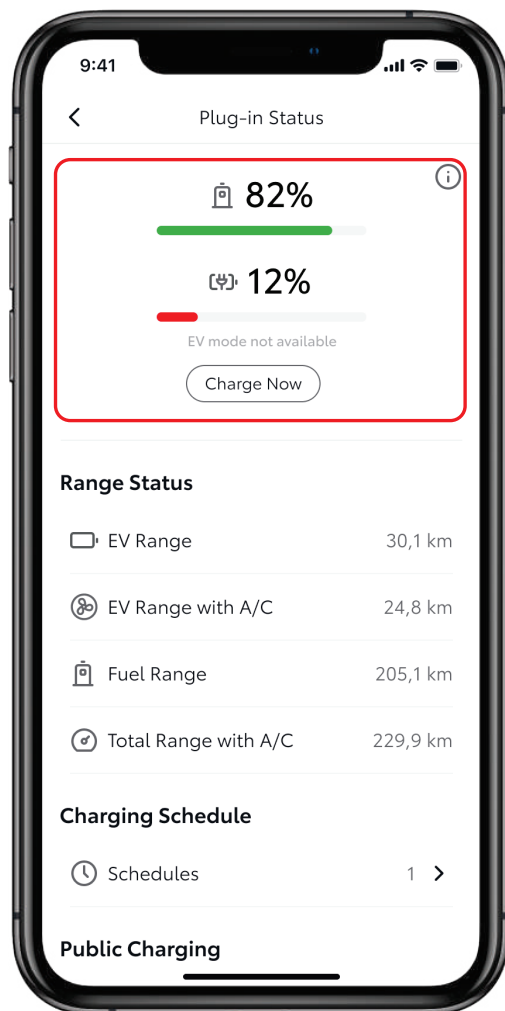 9:41
Plug-in Status
82%
12%
EV mode not available
Charge Now
Range Status
EV Range 30,1 km
EV Range with A/C 24,8 km
Fuel Range 205,1 km
Total Range with A/C 229,9 km
Charging Schedule
Schedules 1
Public Charging